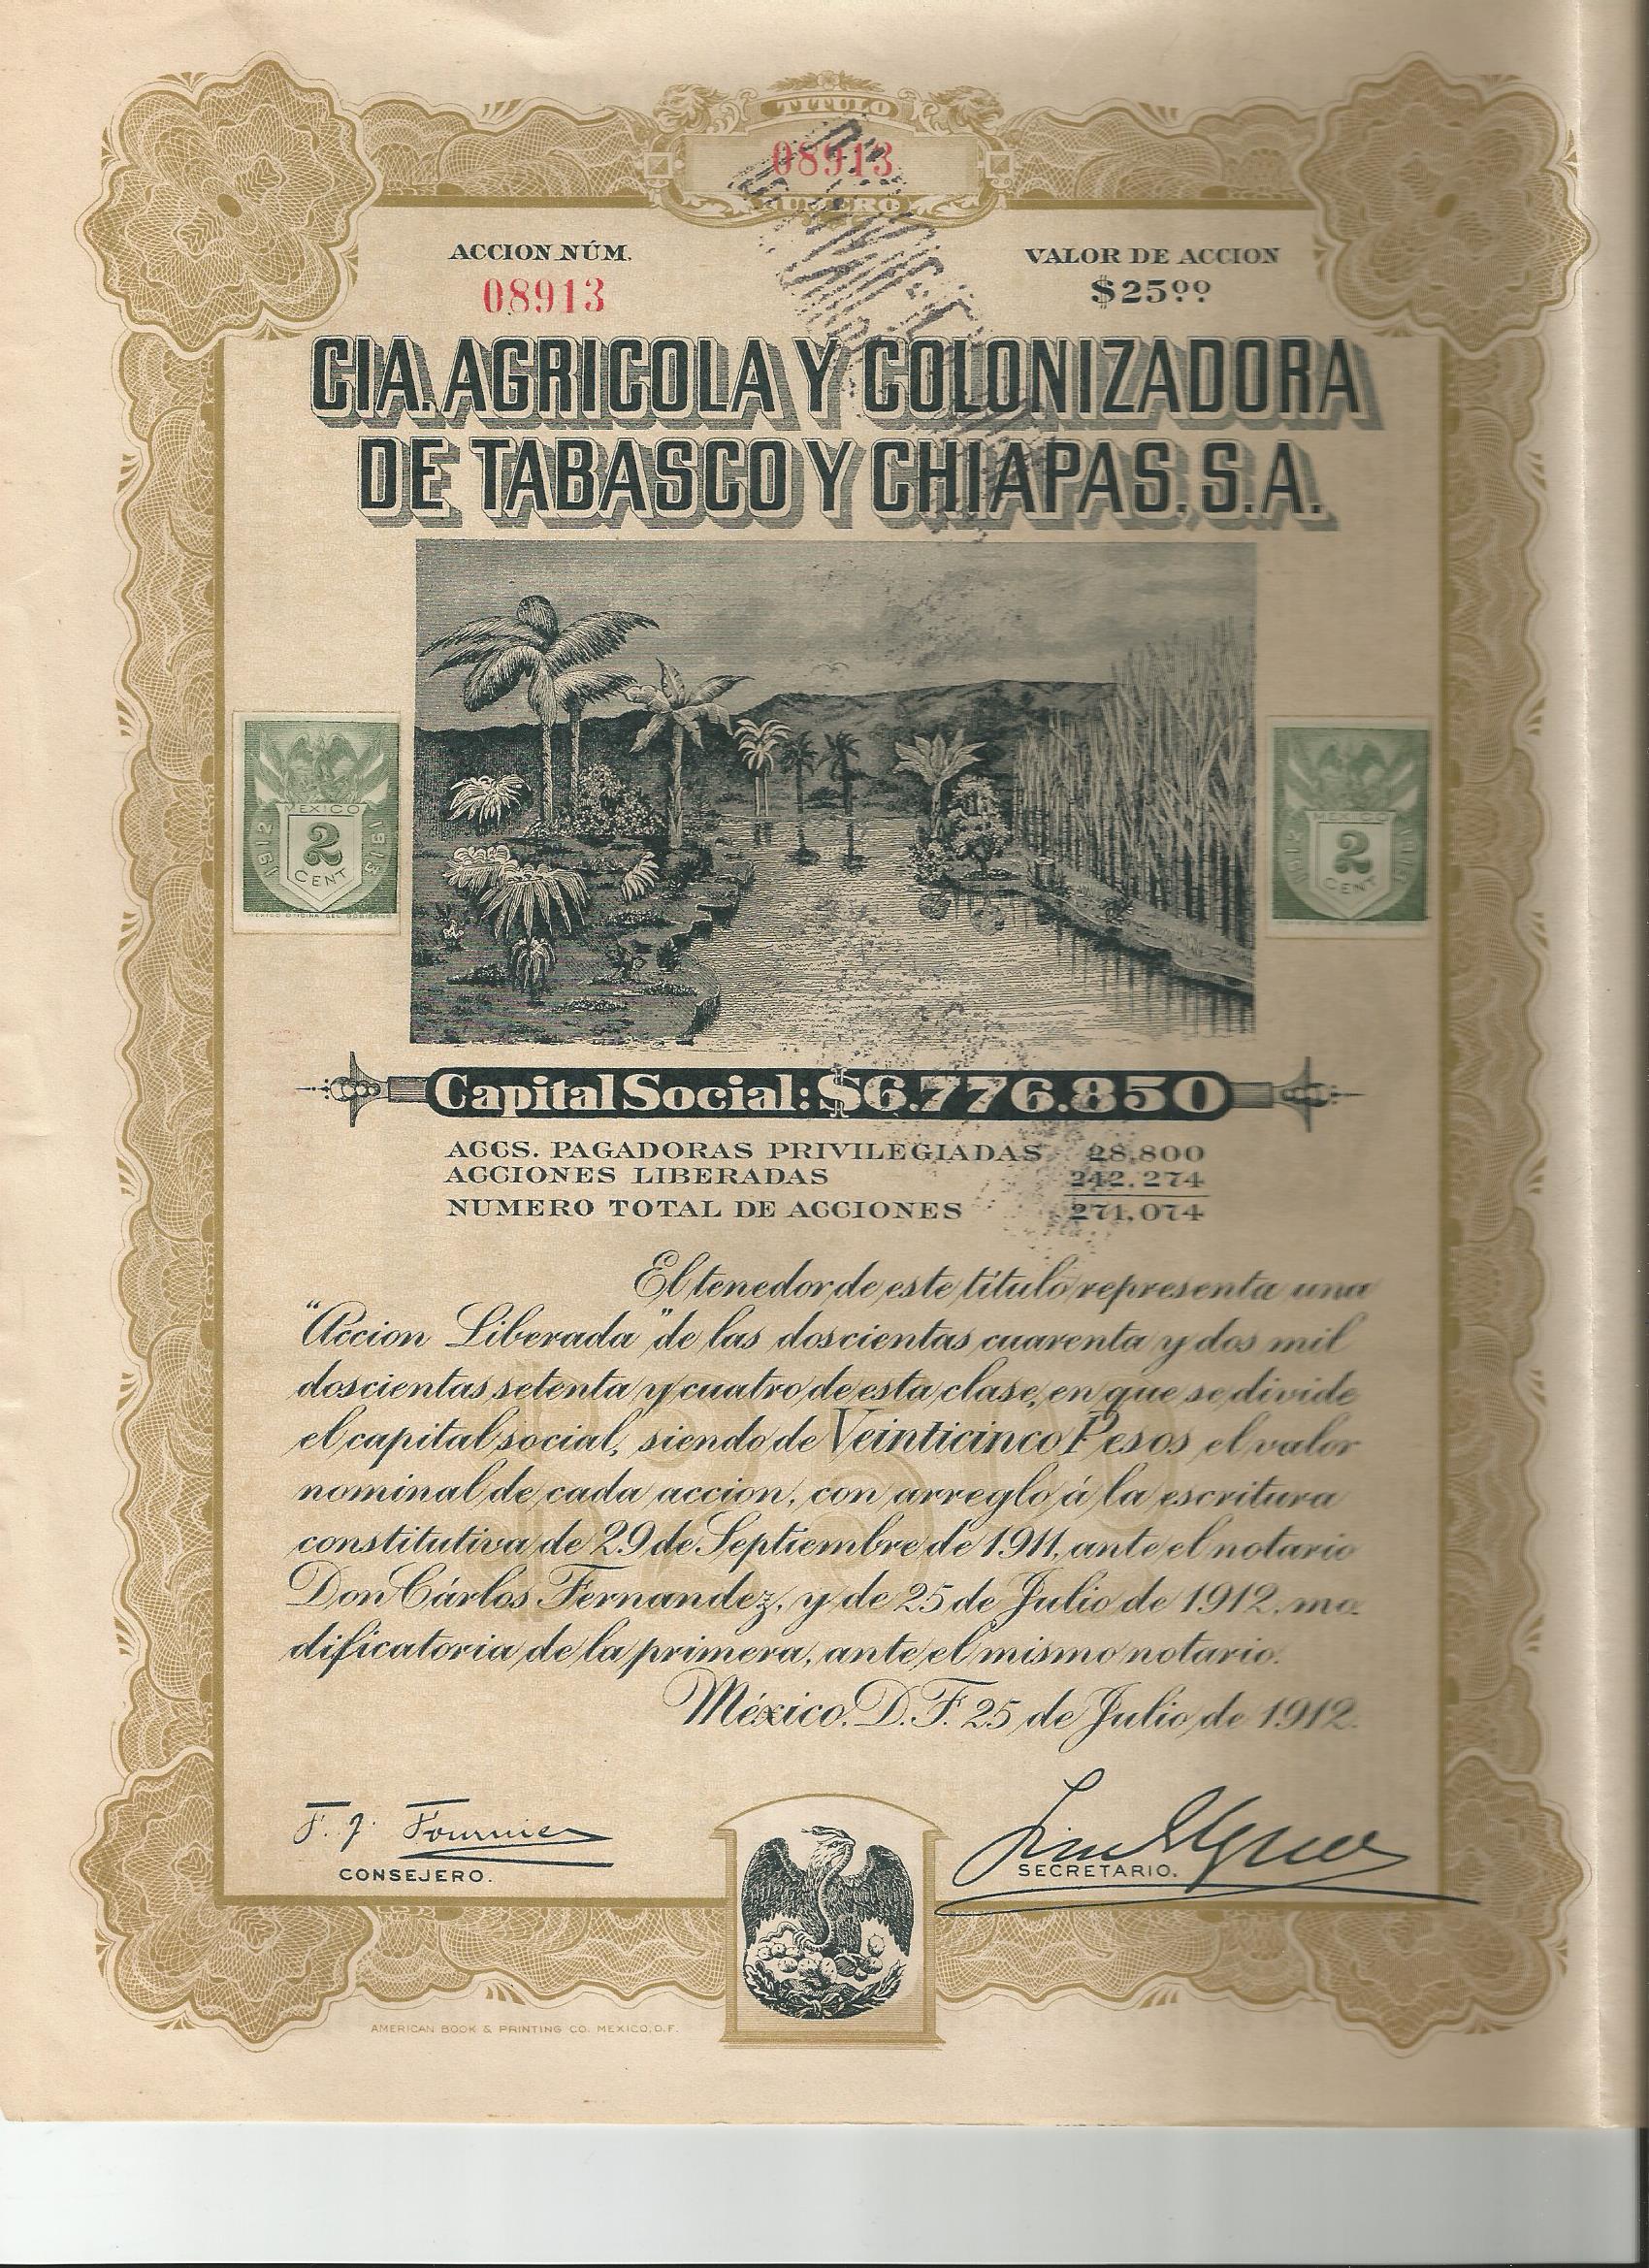 TITULO
08913
NUMERO
ACCION NÚM.
08913
VALOR DE ACCION
$25.00
CIA. AGRICOLA Y COLONIZADORA
DE TABASCO Y CHIAPAS, S.A.
MEXICO
1912
2
1913
CENT
MEXICO
1912
2
1913
CENT
Capital Social: $6.776.850
ACCS. PAGADORAS PRIVILEGIADAS 28,800
ACCIONES LIBERADAS 242,274
NUMERO TOTAL DE ACCIONES 271,074
El tenedor de este título representa una
"Accion Liberada" de las doscientas cuarenta y dos mil
doscientas setenta y cuatro de esta clase, en que se divide
el capital social, siendo de Veinticinco Pesos el valor
nominal de cada accion, con arreglo á la escritura
constitutiva de 29 de Septiembre de 1911, ante el notario
Don Cárlos Fernandez, y de 25 de Julio de 1912, mo-
dificatoria de la primera, ante el mismo notario.
México. D. F. 25 de Julio de 1912.
F. J. Fournier
CONSEJERO.
SECRETARIO.
AMERICAN BOOK & PRINTING CO. MEXICO, D.F.